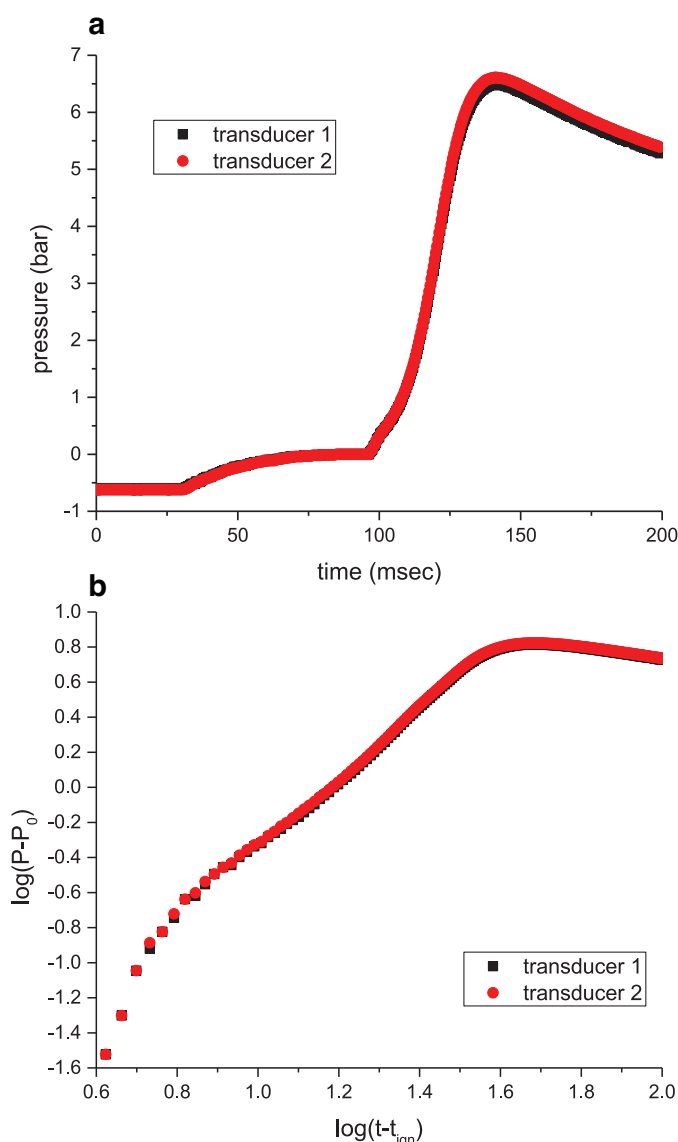 a
7
6
5
4
3
2
1
0
-1
pressure (bar)
transducer 1
transducer 2
0 50 100 150 200
time (msec)
b
1.0
0.8
0.6
0.4
0.2
0.0
-0.2
-0.4
-0.6
-0.8
-1.0
-1.2
-1.4
-1.6
log(P-P0)
transducer 1
transducer 2
0.6 0.8 1.0 1.2 1.4 1.6 1.8 2.0
log(t-tign)